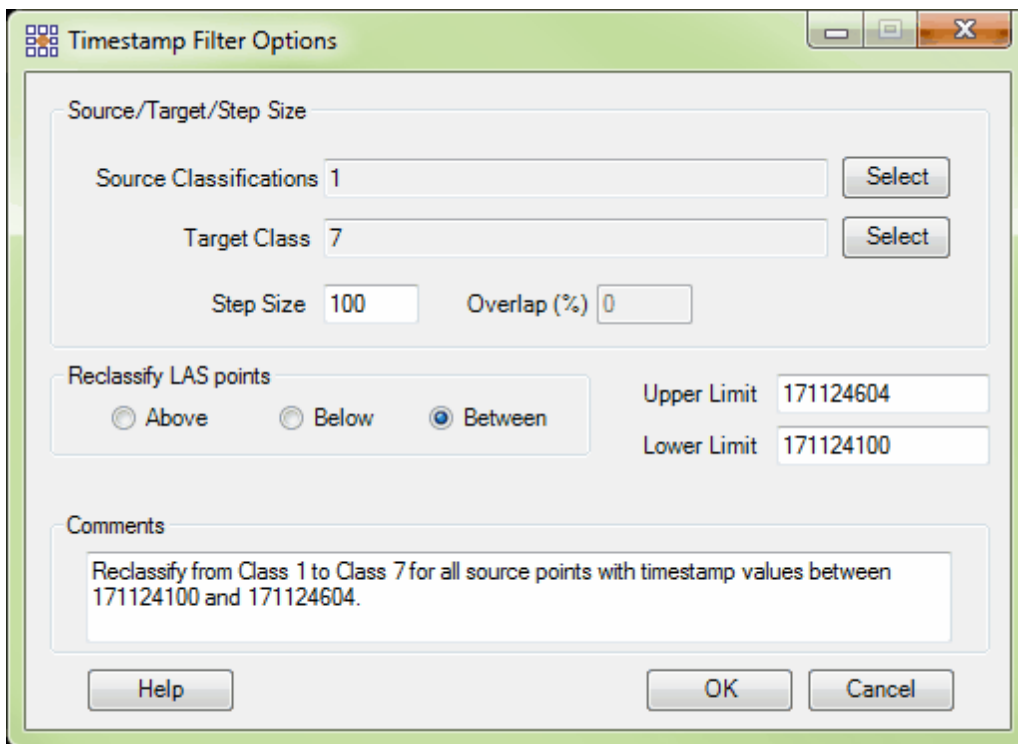 Timestamp Filter Options
Source/Target/Step Size
Source Classifications 1 Select
Target Class 7 Select
Step Size 100 Overlap (%) 0
Reclassify LAS points
Above Below Between
Upper Limit 171124604
Lower Limit 171124100
Comments
Reclassify from Class 1 to Class 7 for all source points with timestamp values between
171124100 and 171124604.
Help OK Cancel